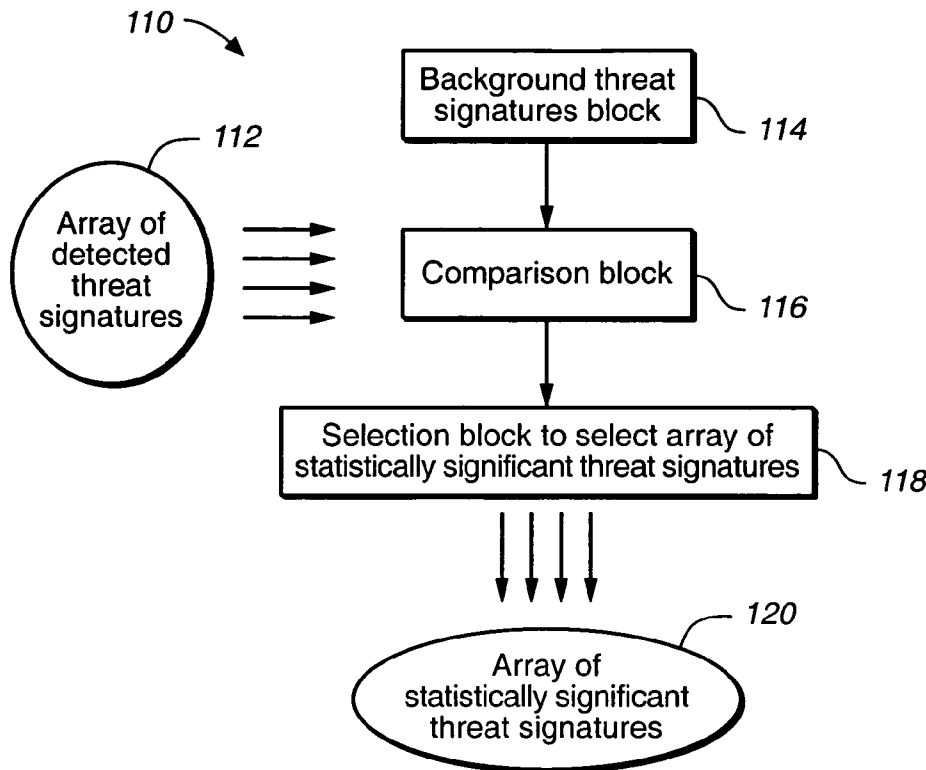 110
Background threat
signatures block
114
112
Array of
detected
threat
signatures
Comparison block
116
Selection block to select array of
statistically significant threat signatures
118
120
Array of
statistically significant
threat signatures